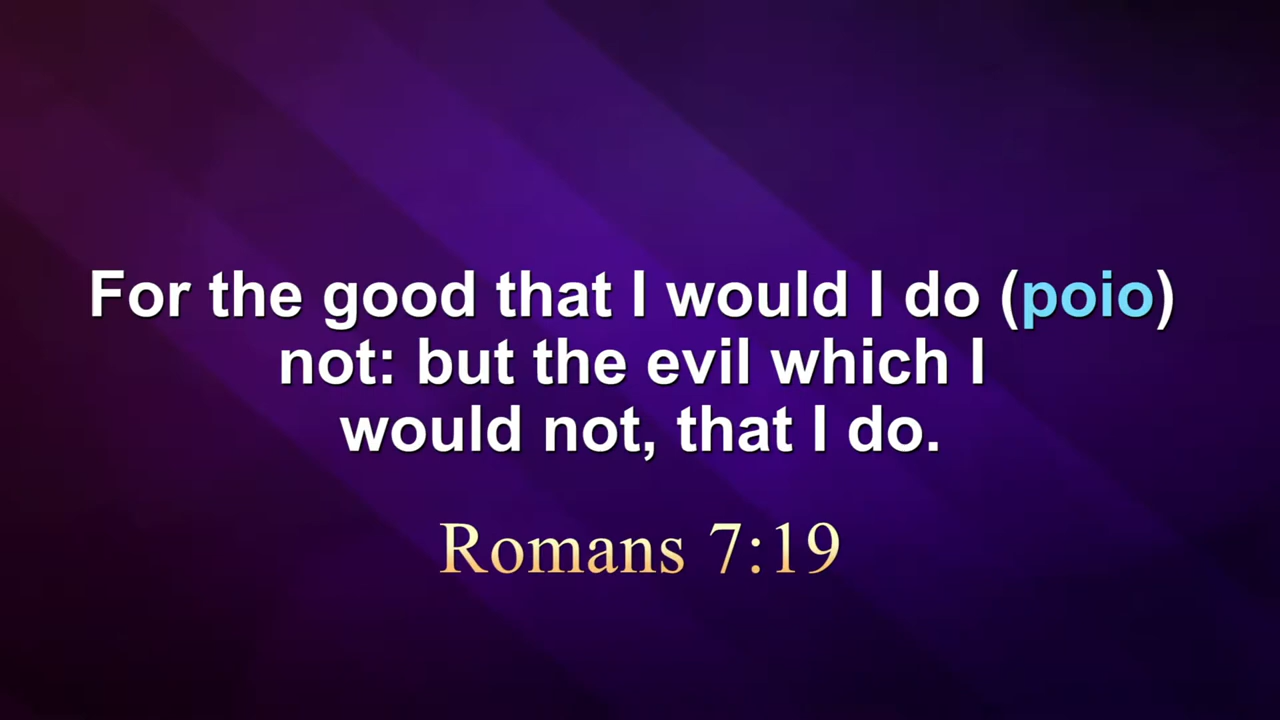 For the good that I would I do (poio)
not: but the evil which I
would not, that I do.
Romans 7:19